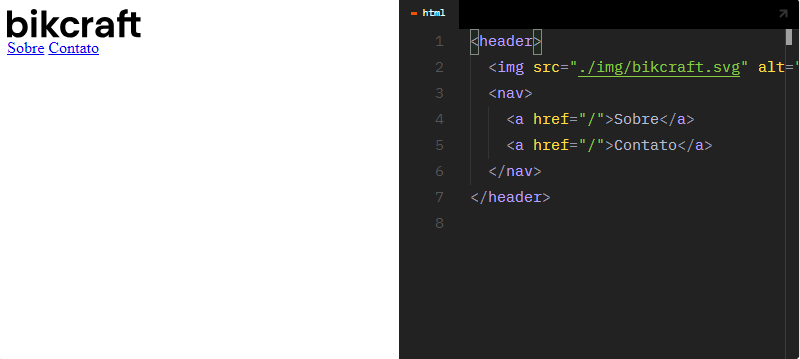 bikcraft
Sobre Contato
html
1 <header>
2 <img src="./img/bikcraft.svg" alt="
3 <nav>
4 <a href="/">Sobre</a>
5 <a href="/">Contato</a>
6 </nav>
7 </header>
8